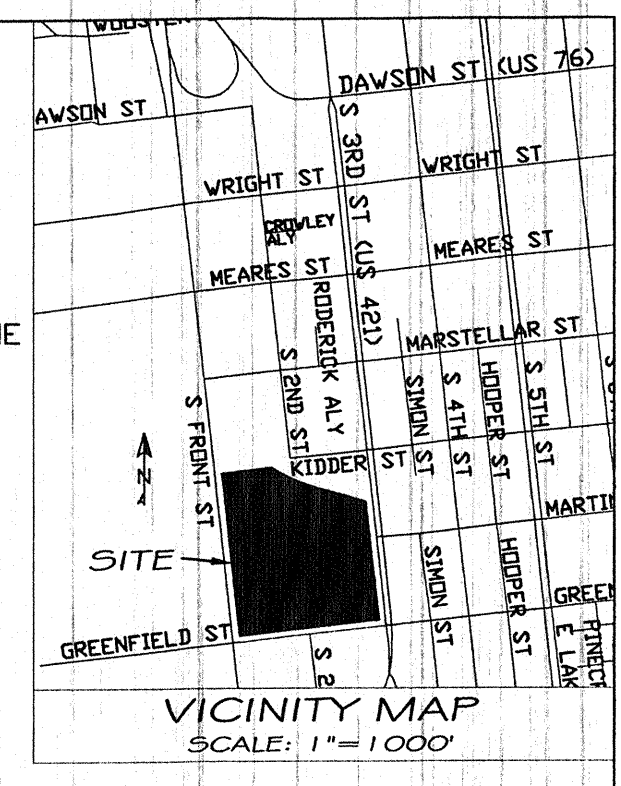 DAWSON ST (US 76)
AWSON ST
S 3RD ST (US 421)
WRIGHT ST
WRIGHT ST
CROWLEY
ALY
MEARES ST
MEARES ST
RODERICK ALY
MARSTELLAR ST
S 2ND ST
SIMON ST
S 4TH ST
HOOPER ST
S 5TH ST
S FRONT ST
N
KIDDER ST
MARTI
SITE
SIMON ST
HOOPER ST
GREE
GREENFIELD ST
S 2
E LAK
VICINITY MAP
SCALE: 1"=1000'